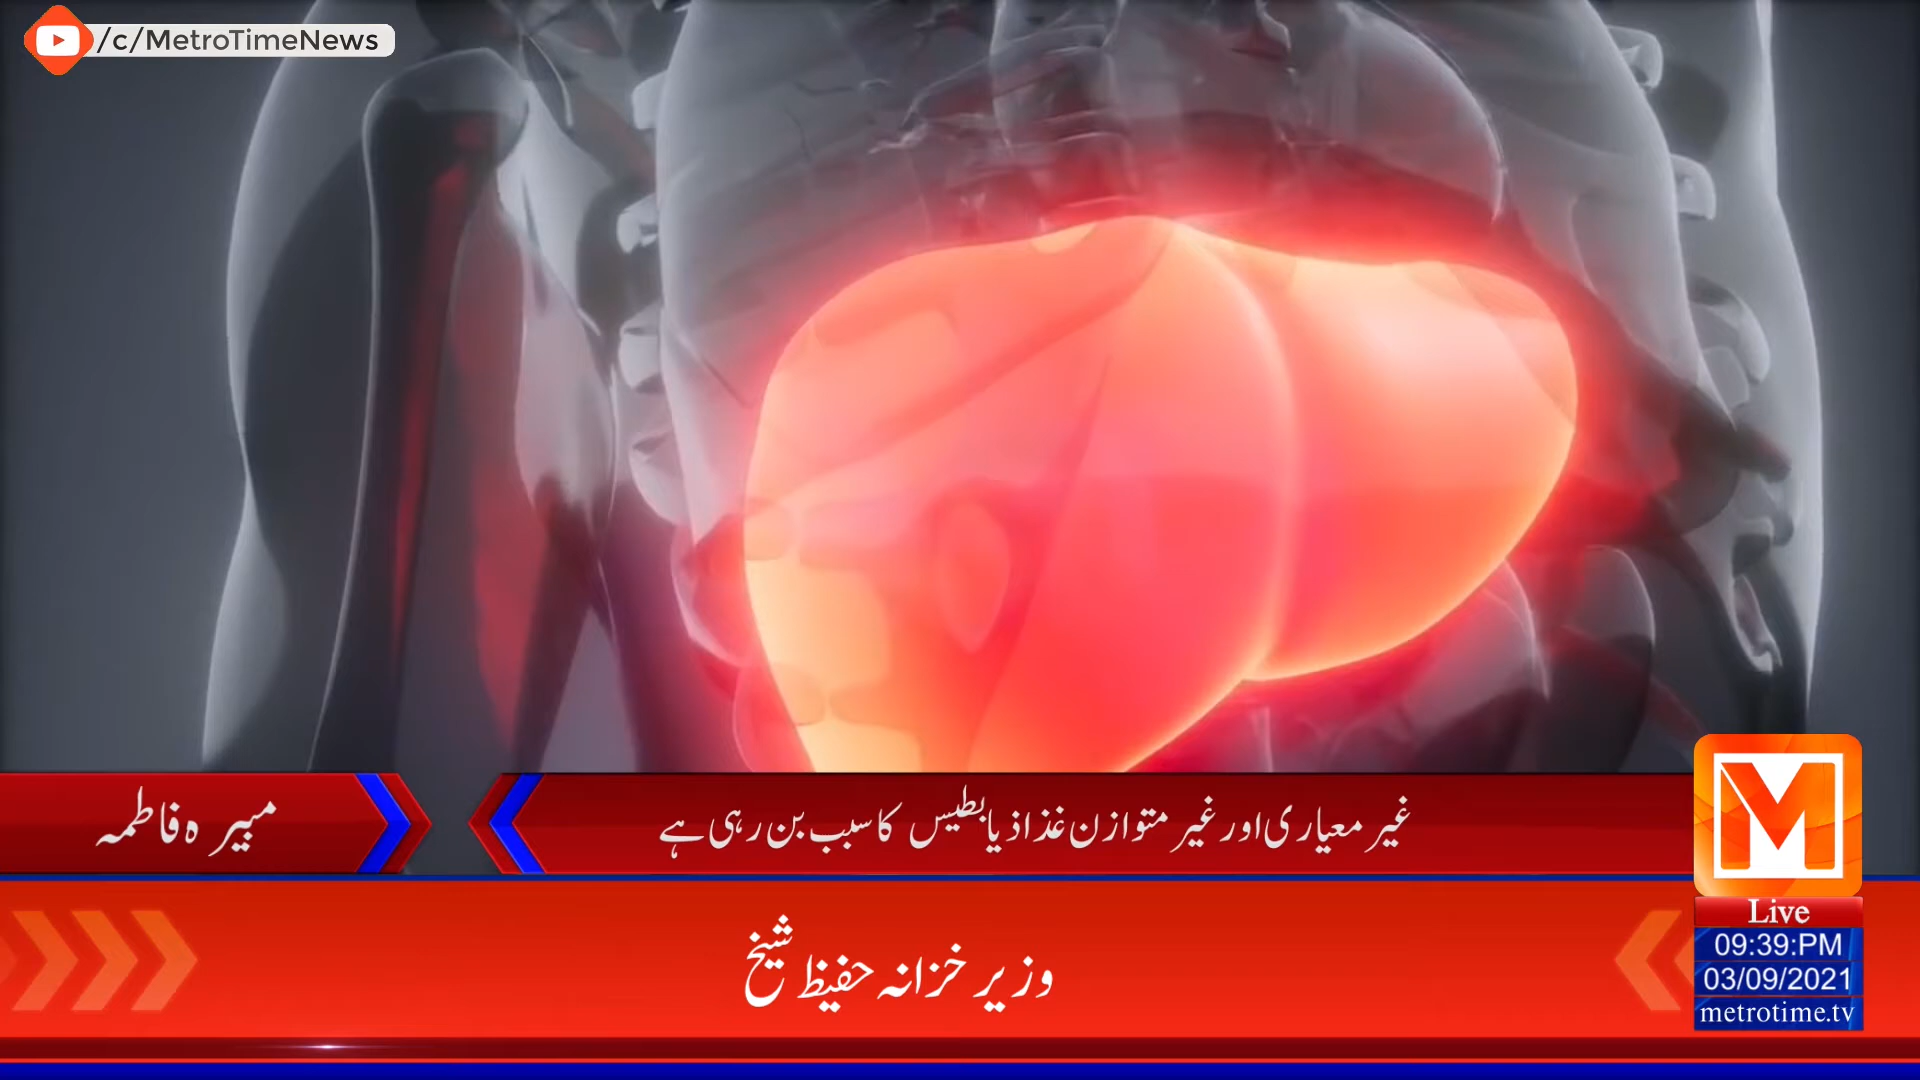 /c/MetroTimeNews
غیر معیاری اور غیر متوازن غذا ذیابطیس کا سبب بن رہی ہے
مبیرہ فاطمہ
وزیر خزانہ حفیظ شیخ
Live
09:39:PM
03/09/2021
metrotime.tv